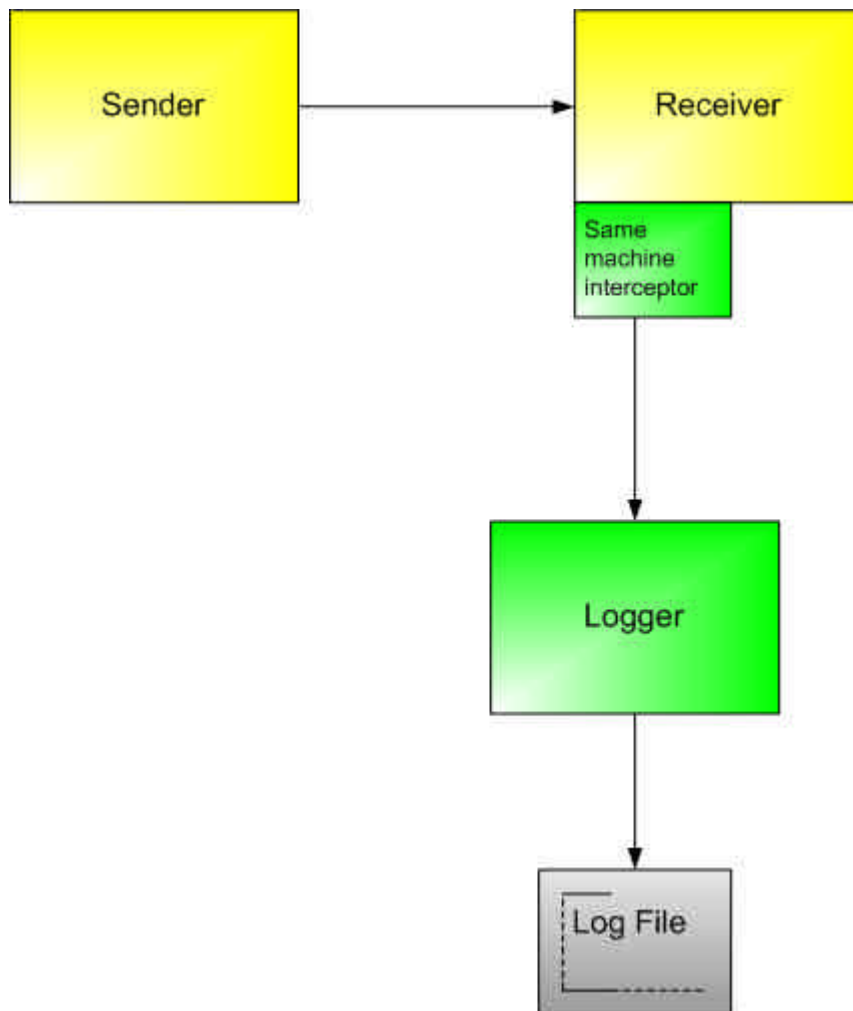 Sender
Receiver
Same
machine
interceptor
Logger
Log File